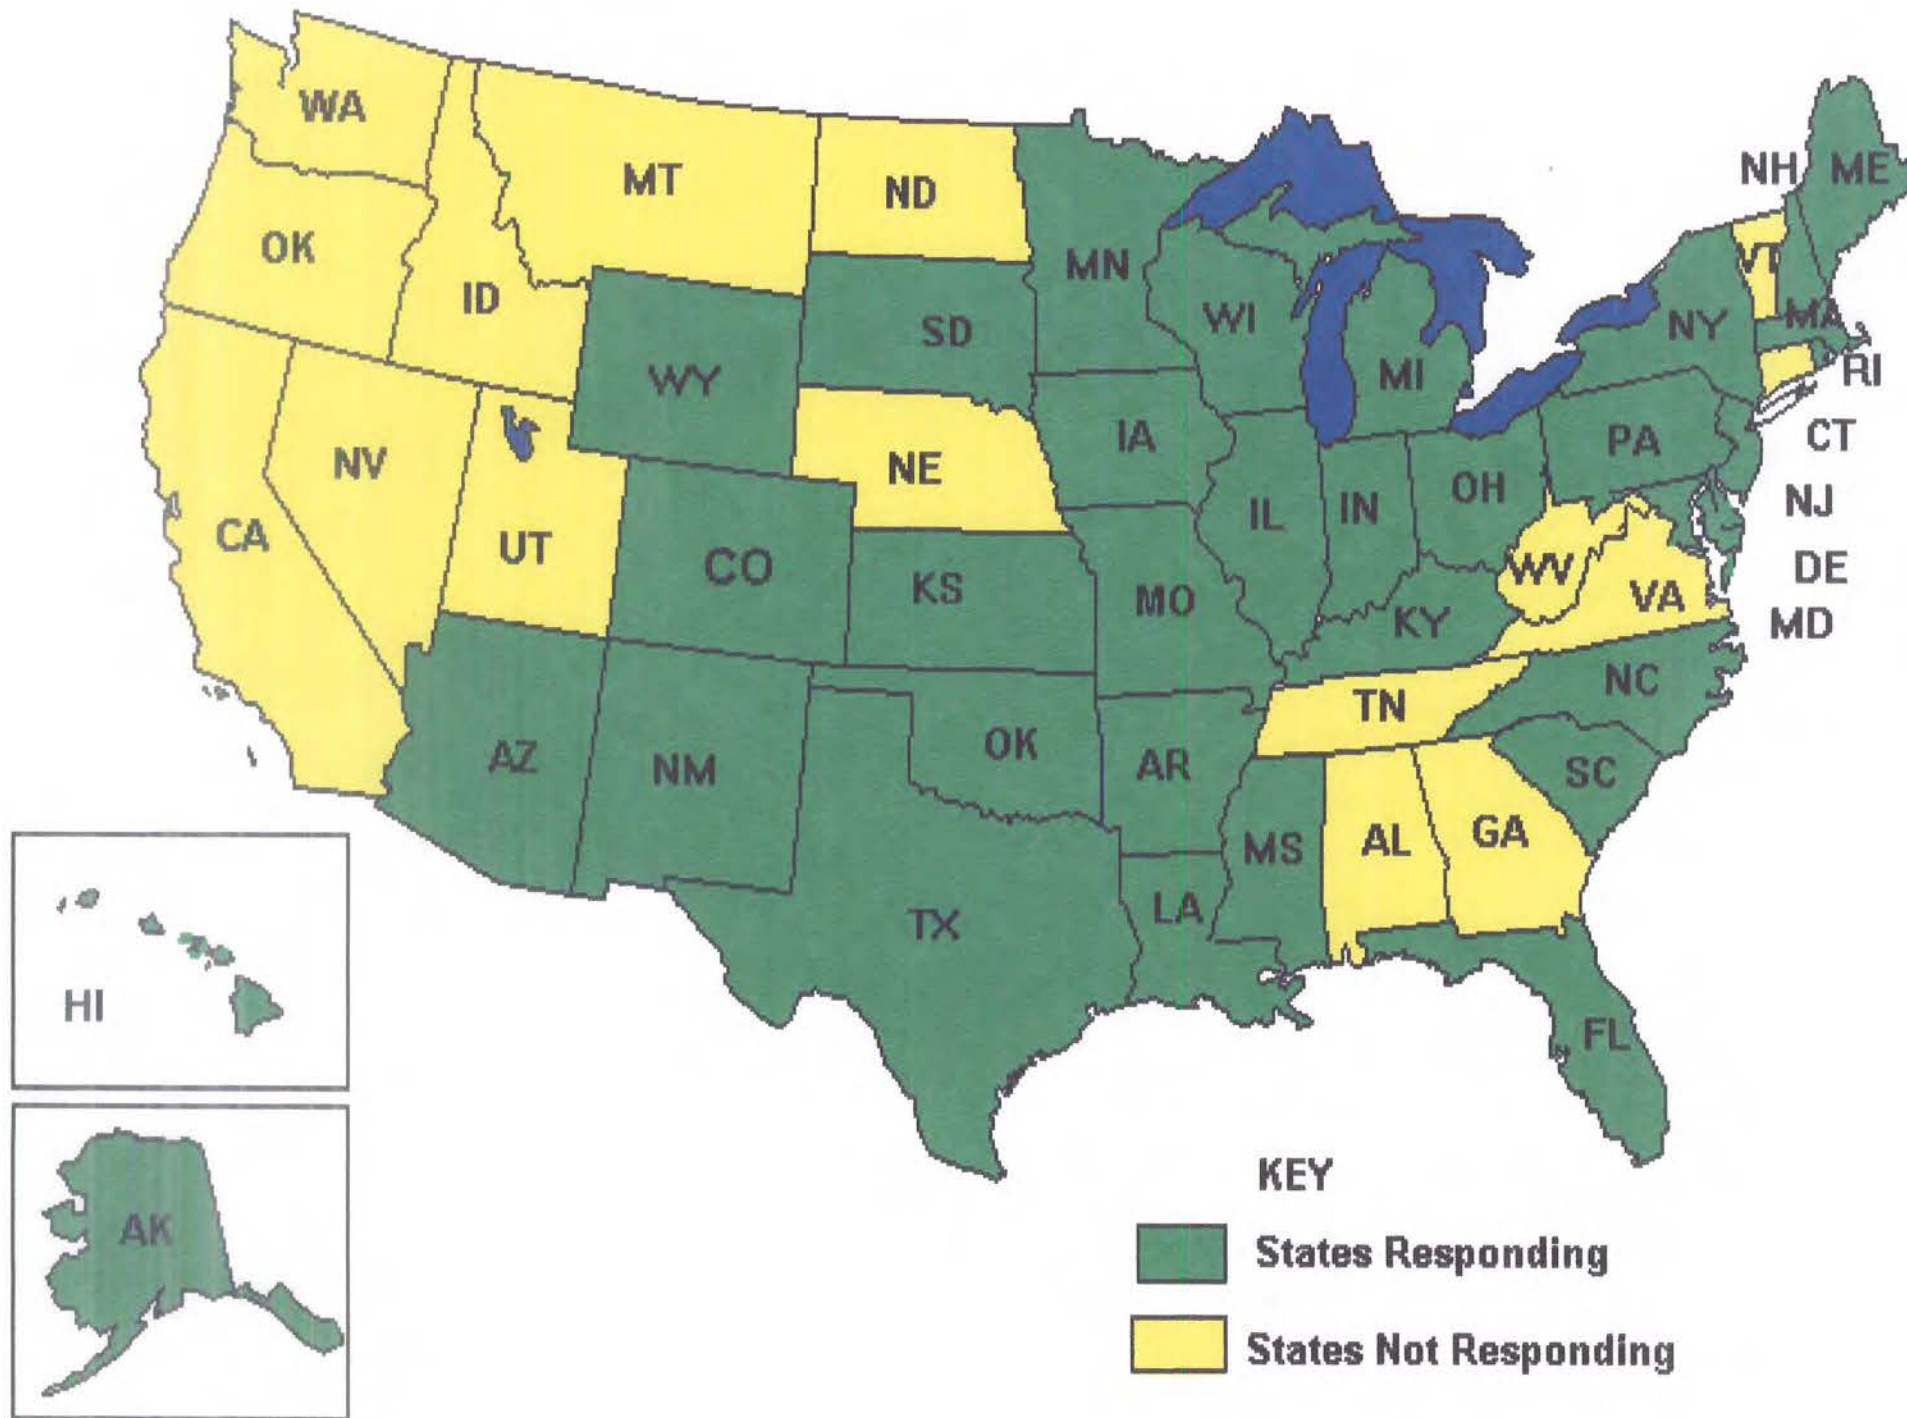 WA
MT
ND
NH
ME
OK
ID
MN
VT
SD
WI
NY
MA
WY
MI
RI
NV
NE
IA
PA
CT
CA
UT
CO
KS
MO
IL
IN
OH
NJ
WV
VA
DE
KY
MD
AZ
NM
OK
AR
TN
NC
SC
TX
LA
MS
AL
GA
HI
FL
AK
KEY
States Responding
States Not Responding